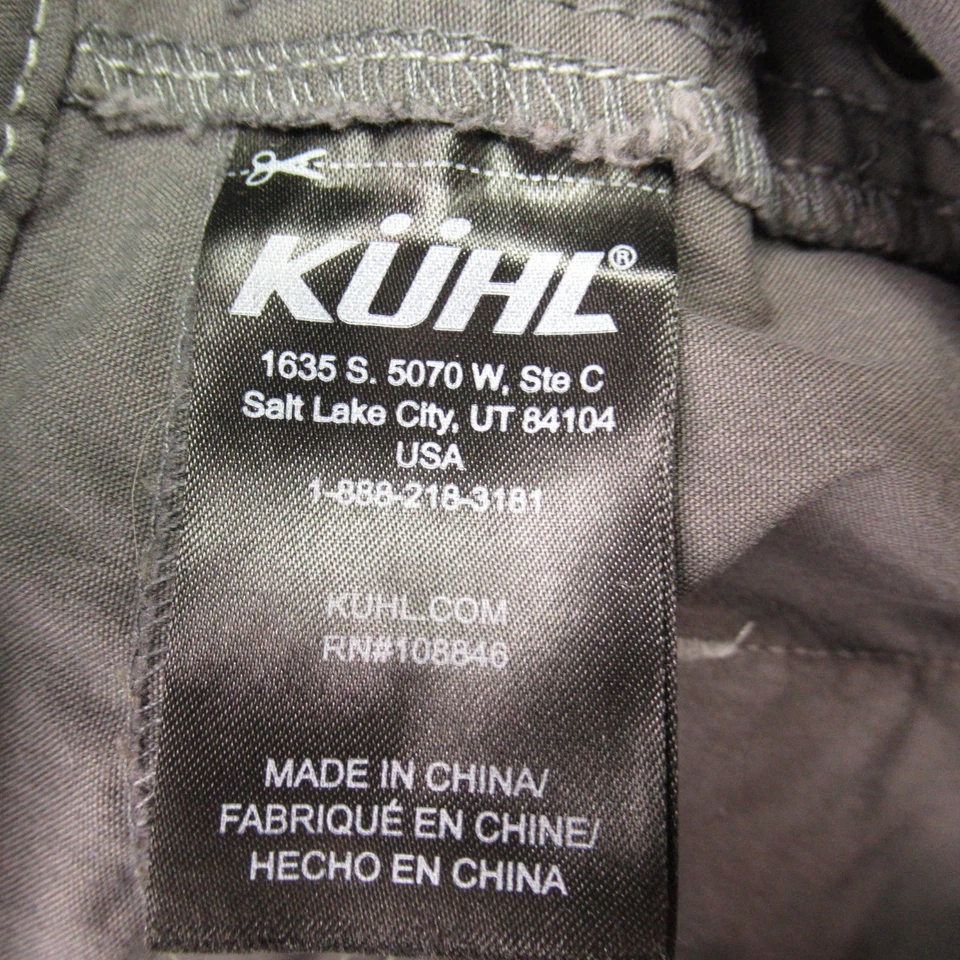 KÜHL®
1635 S. 5070 W, Ste C
Salt Lake City, UT 84104
USA
1-888-218-3181
KUHL.COM
RN#108846
MADE IN CHINA/
FABRIQUÉ EN CHINE/
HECHO EN CHINA